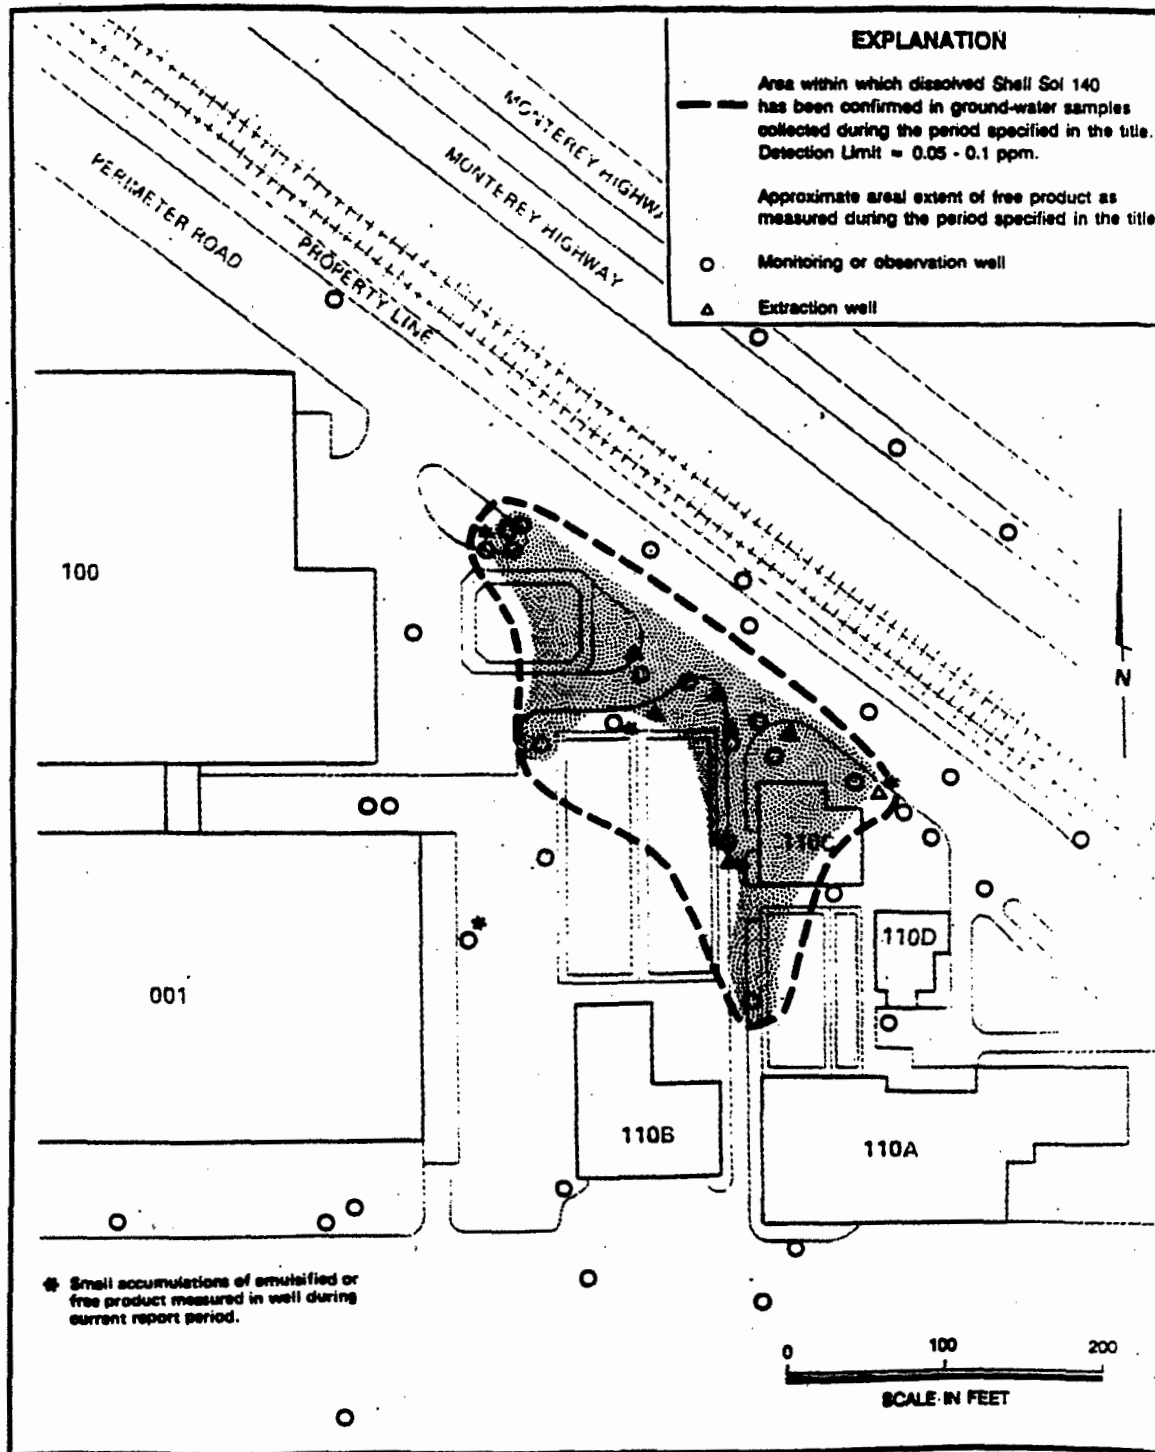 EXPLANATION
Area within which dissolved Shell Sol 140
has been confirmed in ground-water samples
collected during the period specified in the title.
Detection Limit ≈ 0.05 - 0.1 ppm.
Approximate areal extent of free product as
measured during the period specified in the title
Monitoring or observation well
Extraction well
MONTEREY HIGHWA
MONTEREY HIGHWAY
PERIMETER ROAD
PROPERTY LINE
100
N
110C
110D
001
110B
110A
* Small accumulations of emulsified or
free product measured in well during
current report period.
0 100 200
SCALE IN FEET